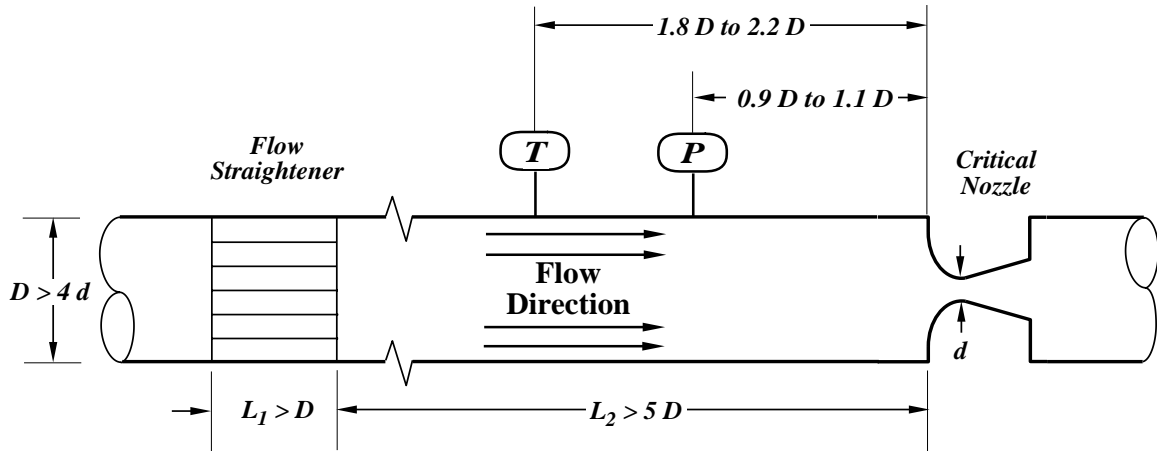 1.8 D to 2.2 D
0.9 D to 1.1 D
Flow
Straightener
T
P
Critical
Nozzle
D > 4 d
Flow
Direction
d
L1 > D
L2 > 5 D